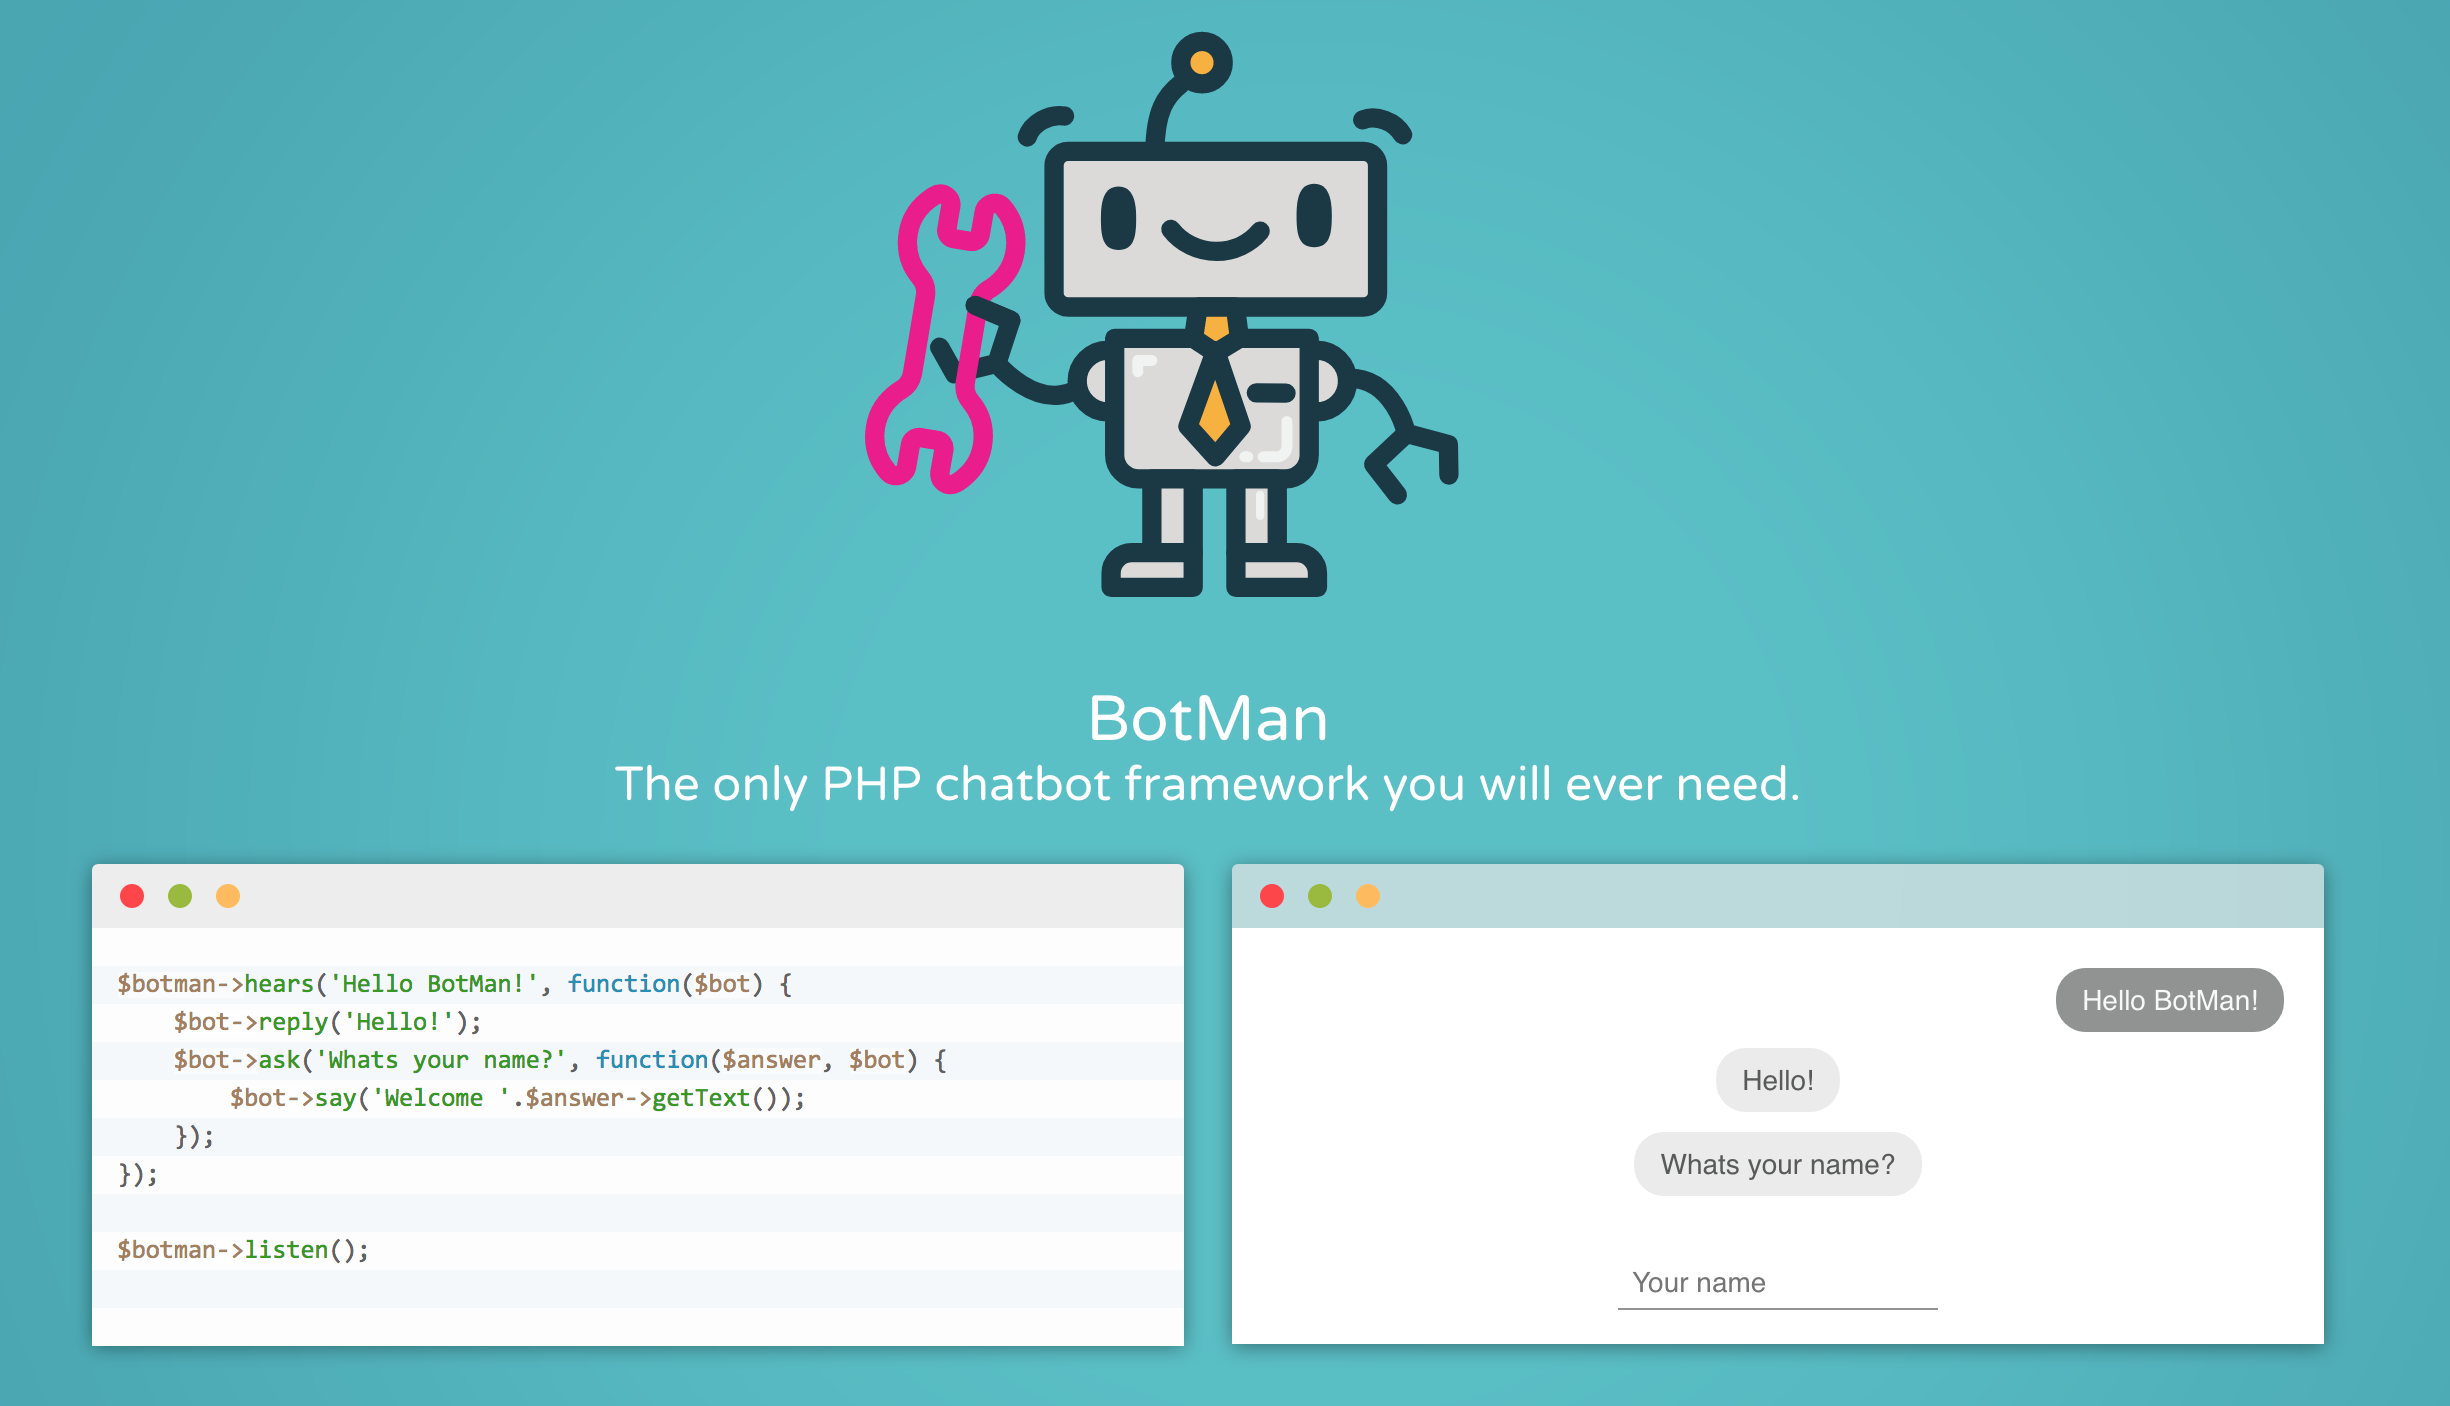 BotMan
The only PHP chatbot framework you will ever need.
$botman->hears('Hello BotMan!', function($bot) {
    $bot->reply('Hello!');
    $bot->ask('Whats your name?', function($answer, $bot) {
        $bot->say('Welcome '.$answer->getText());
    });
});
$botman->listen();
Hello BotMan!
Hello!
Whats your name?
Your name